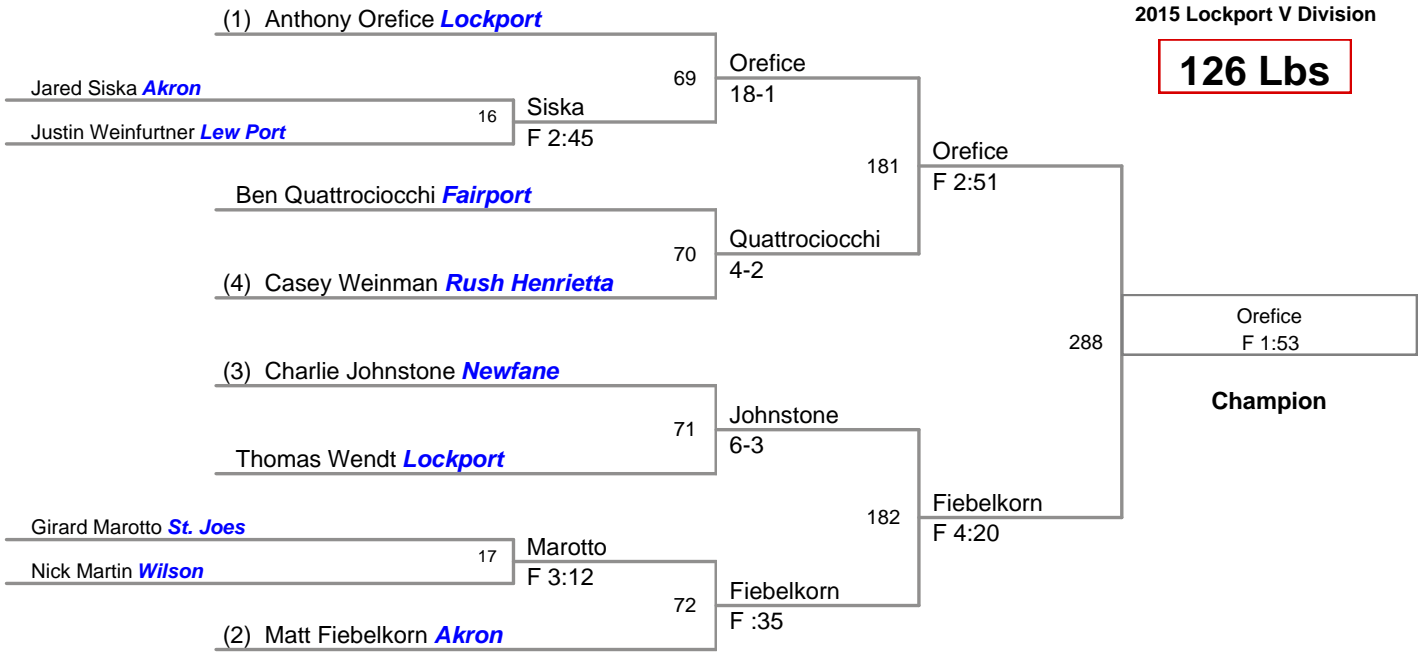 2015 Lockport V Division
126 Lbs
(1) Anthony Orefice Lockport
Jared Siska Akron
Justin Weinfurtner Lew Port
16
Siska
F 2:45
69
Orefice
18-1
Ben Quattrociocchi Fairport
(4) Casey Weinman Rush Henrietta
70
Quattrociocchi
4-2
181
Orefice
F 2:51
(3) Charlie Johnstone Newfane
Thomas Wendt Lockport
71
Johnstone
6-3
Girard Marotto St. Joes
Nick Martin Wilson
17
Marotto
F 3:12
(2) Matt Fiebelkorn Akron
72
Fiebelkorn
F :35
182
Fiebelkorn
F 4:20
288
Orefice
F 1:53
Champion